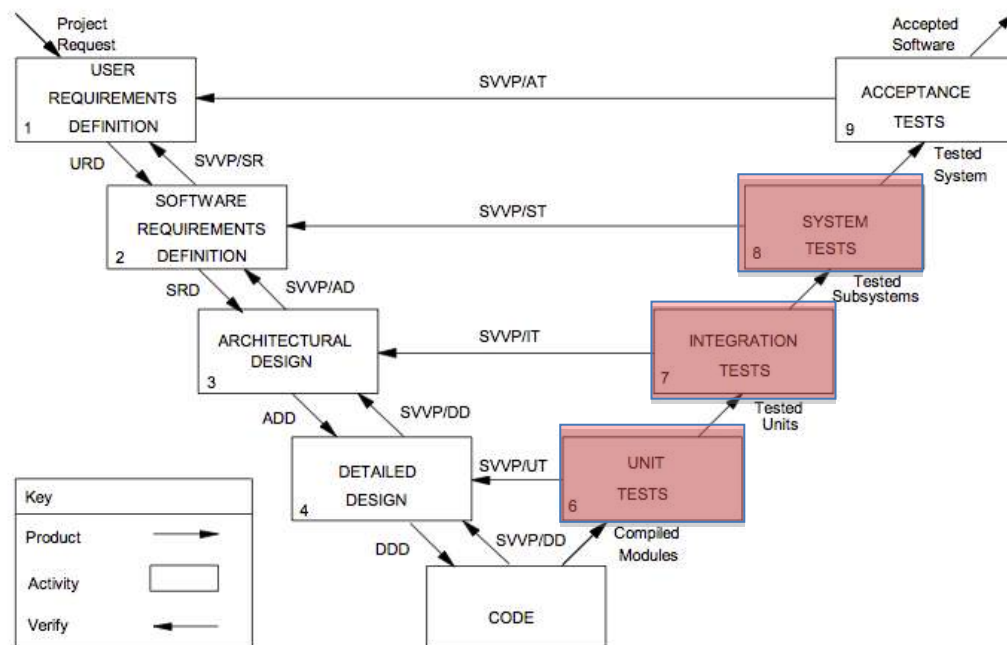 Project
Request
Accepted
Software
USER
REQUIREMENTS
DEFINITION
1
SVVP/AT
ACCEPTANCE
TESTS
9
URD
SVVP/SR
Tested
System
SOFTWARE
REQUIREMENTS
DEFINITION
2
SVVP/ST
SYSTEM
TESTS
8
SRD
SVVP/AD
Tested
Subsystems
ARCHITECTURAL
DESIGN
3
SVVP/IT
INTEGRATION
TESTS
7
ADD
SVVP/DD
Tested
Units
DETAILED
DESIGN
4
SVVP/UT
UNIT
TESTS
6
DDD
SVVP/DD
Compiled
Modules
CODE
Key
Product
Activity
Verify